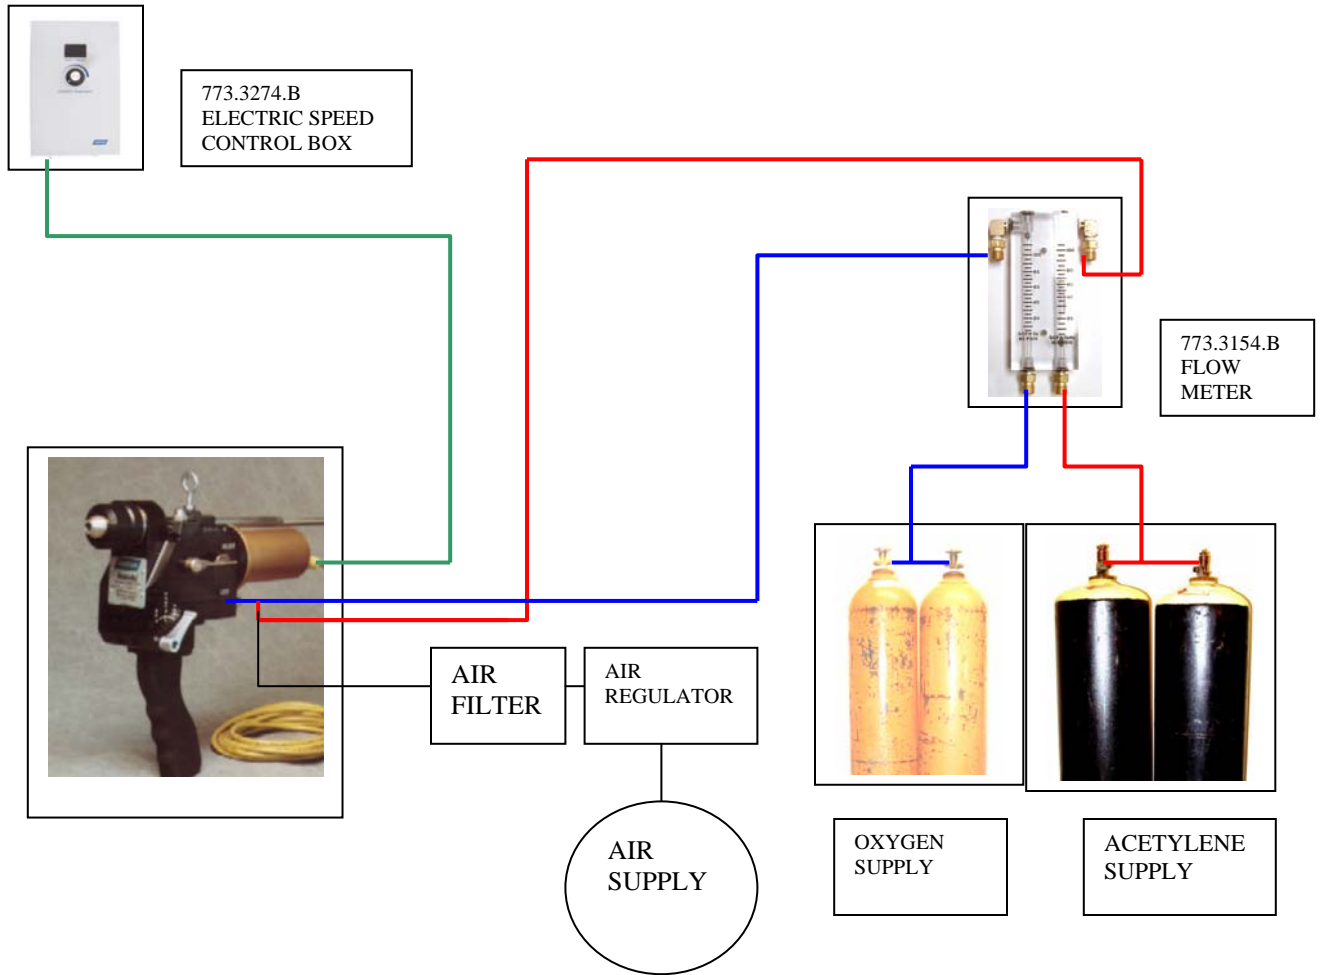 773.3274.B
ELECTRIC SPEED
CONTROL BOX
773.3154.B
FLOW
METER
AIR
FILTER
AIR
REGULATOR
AIR
SUPPLY
OXYGEN
SUPPLY
ACETYLENE
SUPPLY